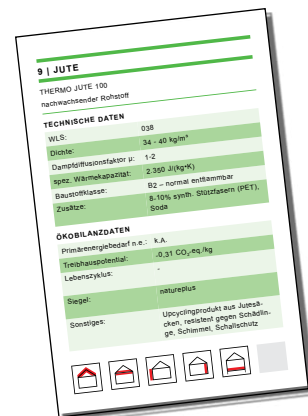 9 | JUTE
THERMO JUTE 100
nachwachsender Rohstoff
TECHNISCHE DATEN
WLS: 038
Dichte: 34 - 40 kg/m³
Dampfdiffusionsfaktor µ: 1-2
spez. Wärmekapazität: 2.350 J/(kg*K)
Baustoffklasse: B2 – normal entflammbar
Zusätze: 8-10% synth. Stützfasern (PET),
Soda
ÖKOBILANZDATEN
Primärenergiebedarf n.e.: k.A.
Treibhauspotential: -0,31 CO₂-eq./kg
Lebenszyklus: -
Siegel: natureplus
Sonstiges: Upcyclingprodukt aus Jutesä-
cken, resistent gegen Schädlin-
ge, Schimmel, Schallschutz